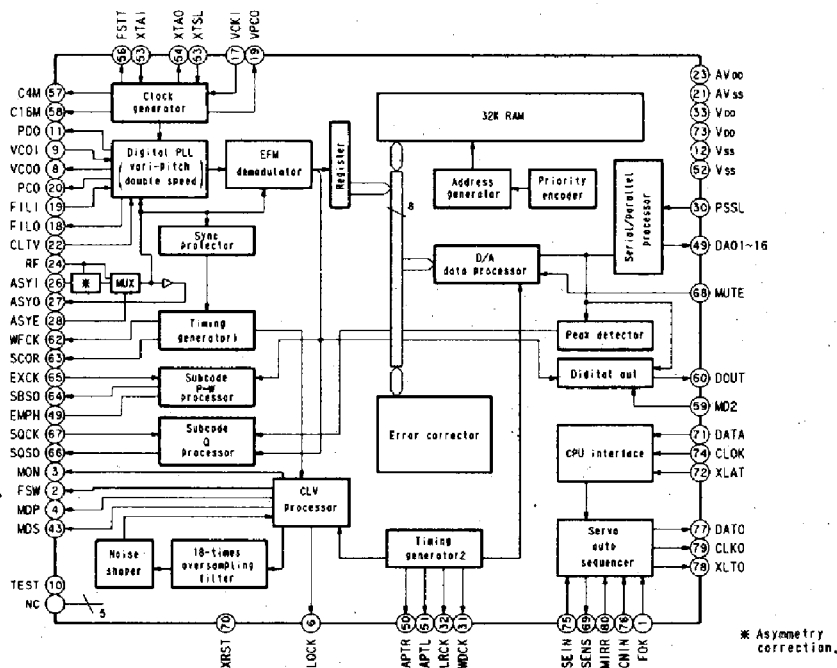 FSTT
XTAI
XTAO
XTSL
VCKI
VPCO
56
53
54
53
17
19
C4M 57
C16M 58
PDO 11
VCOI 9
VCOO 8
PCO 20
FILI 19
FILO 18
CLTV 22
RF 24
ASYI 26
ASYO 27
ASYE 28
WFCK 62
SCOR 63
EXCK 65
SBSO 64
EMPH 49
SQCK 67
SQSO 66
MON 3
FSW 2
MDP 4
MDS 43
TEST 10
NC
5
Clock
generator
Digital PLL
vari-pitch
double speed
EFM
demodulator
Register
Sync
protector
※
MUX
Timing
generator1
Subcode
P-W
processor
Subcode
Q
processor
CLV
processor
Noise
shaper
18-times
oversampling
filter
32K RAM
8
Address
generator
Priority
encoder
Serial/Parallel
processor
D/A
data processor
Peak detector
Digital out
Error corrector
CPU interface
Timing
generator2
Servo
auto
sequencer
23 AVDD
21 AVSS
33 VDD
73 VDD
12 VSS
52 VSS
30 PSSL
49 DA01~16
68 MUTE
60 DOUT
59 MD2
71 DATA
74 CLOK
72 XLAT
77 DATO
79 CLKO
78 XLTO
70
6
50
51
32
31
75
69
80
76
1
XRST
LOCK
APTR
APTL
LRCK
WDCK
SEIN
SENS
MIRR
CNIN
FOK
※ Asymmetry
correction